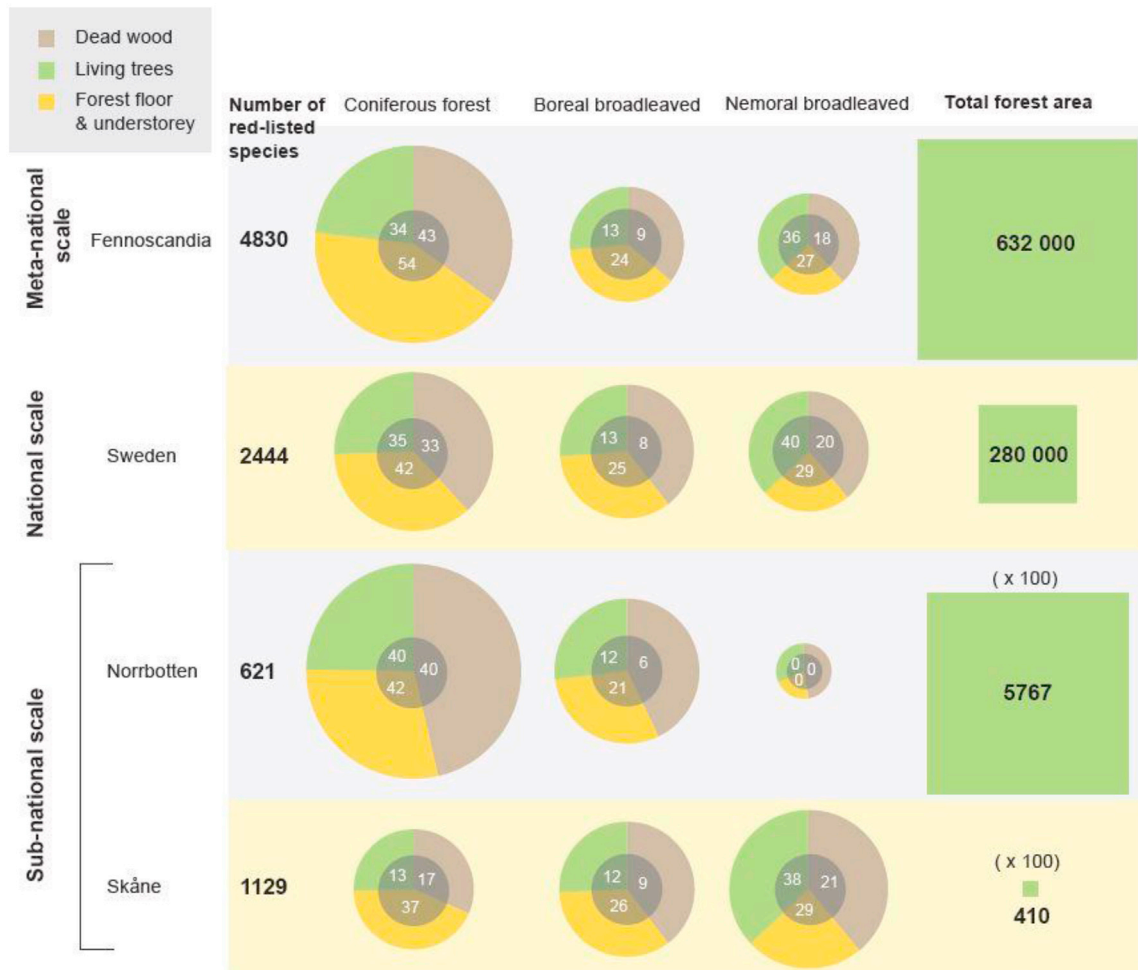 Dead wood
Living trees
Forest floor
& understorey
Number of
red-listed
species
Coniferous forest
Boreal broadleaved
Nemoral broadleaved
Total forest area
Meta-national
scale
Fennoscandia
4830
34 43
54
13 9
24
36 18
27
632 000
National scale
Sweden
2444
35 33
42
13 8
25
40 20
29
280 000
Sub-national scale
Norrbotten
621
40 40
42
12 6
21
0 0
0
( x 100)
5767
Skåne
1129
13 17
37
12 9
26
38 21
29
( x 100)
410